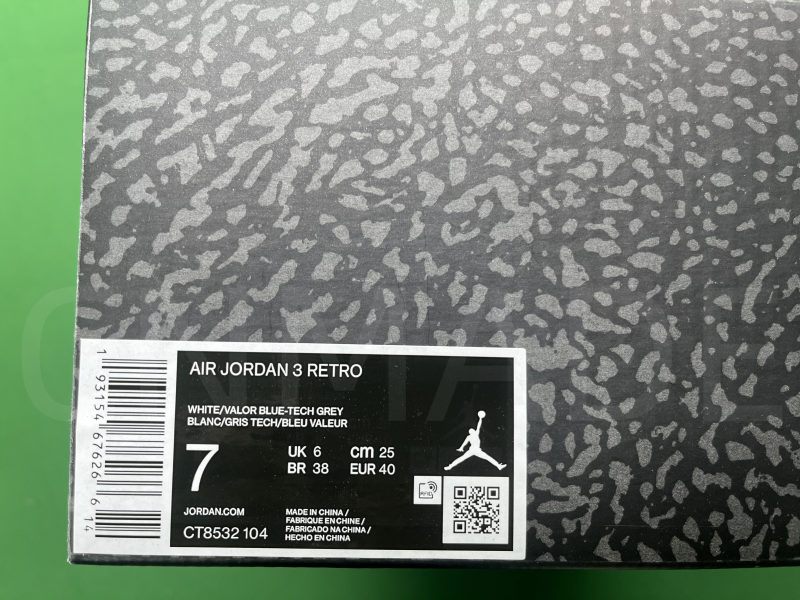 AIR JORDAN 3 RETRO
WHITE/VALOR BLUE-TECH GREY
BLANC/GRIS TECH/BLEU VALEUR
7
UK 6 cm 25
BR 38 EUR 40
JORDAN.COM
CT8532 104
MADE IN CHINA /
FABRIQUE EN CHINE /
FABRICADO NA CHINA /
HECHO EN CHINA
1 93154 67626 6 14